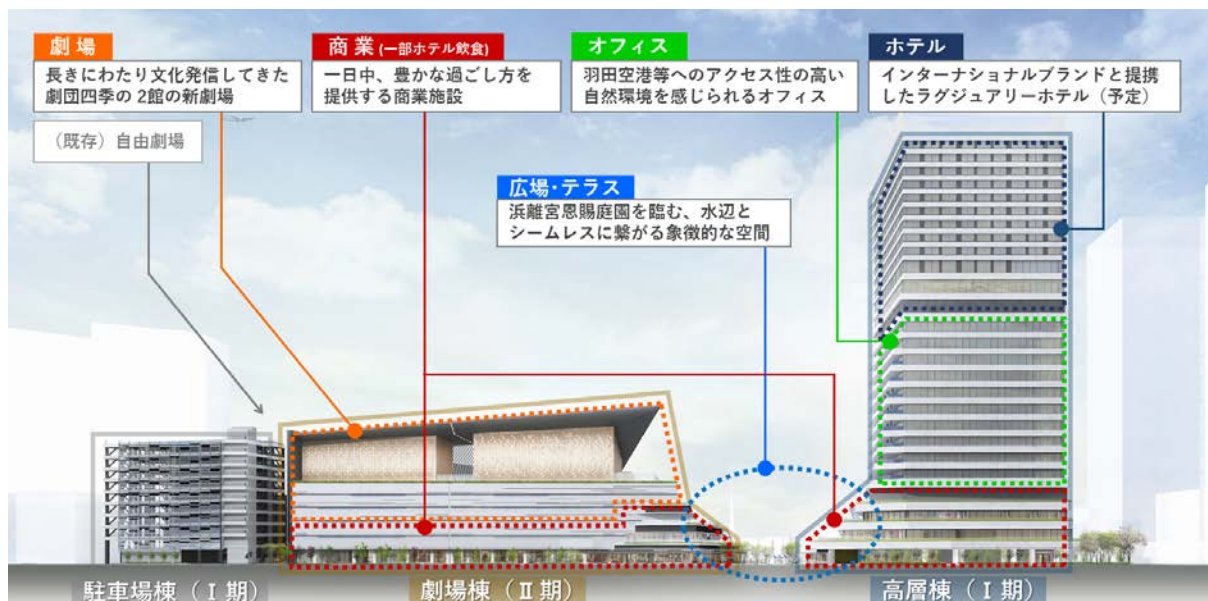 劇場
長きにわたり文化発信してきた
劇団四季の2館の新劇場
(既存)自由劇場
商業(一部ホテル飲食)
一日中、豊かな過ごし方を
提供する商業施設
オフィス
羽田空港等へのアクセス性の高い
自然環境を感じられるオフィス
ホテル
インターナショナルブランドと提携
したラグジュアリーホテル(予定)
広場・テラス
浜離宮恩賜庭園を臨む、水辺と
シームレスに繋がる象徴的な空間
駐車場棟(Ⅰ期)
劇場棟(Ⅱ期)
高層棟(Ⅰ期)